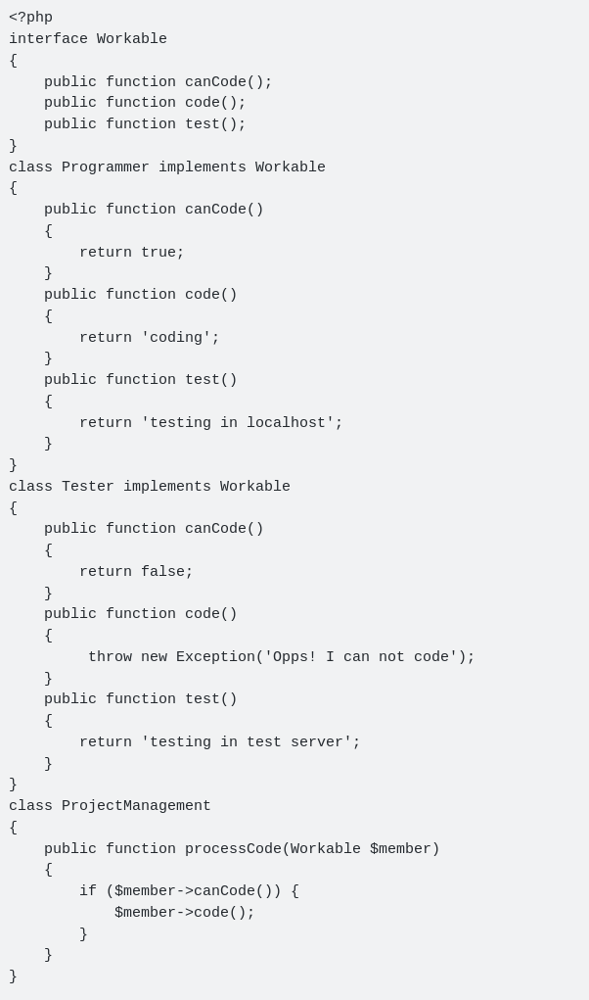 <?php
interface Workable
{
    public function canCode();
    public function code();
    public function test();
}
class Programmer implements Workable
{
    public function canCode()
    {
        return true;
    }
    public function code()
    {
        return 'coding';
    }
    public function test()
    {
        return 'testing in localhost';
    }
}
class Tester implements Workable
{
    public function canCode()
    {
        return false;
    }
    public function code()
    {
         throw new Exception('Opps! I can not code');
    }
    public function test()
    {
        return 'testing in test server';
    }
}
class ProjectManagement
{
    public function processCode(Workable $member)
    {
        if ($member->canCode()) {
            $member->code();
        }
    }
}